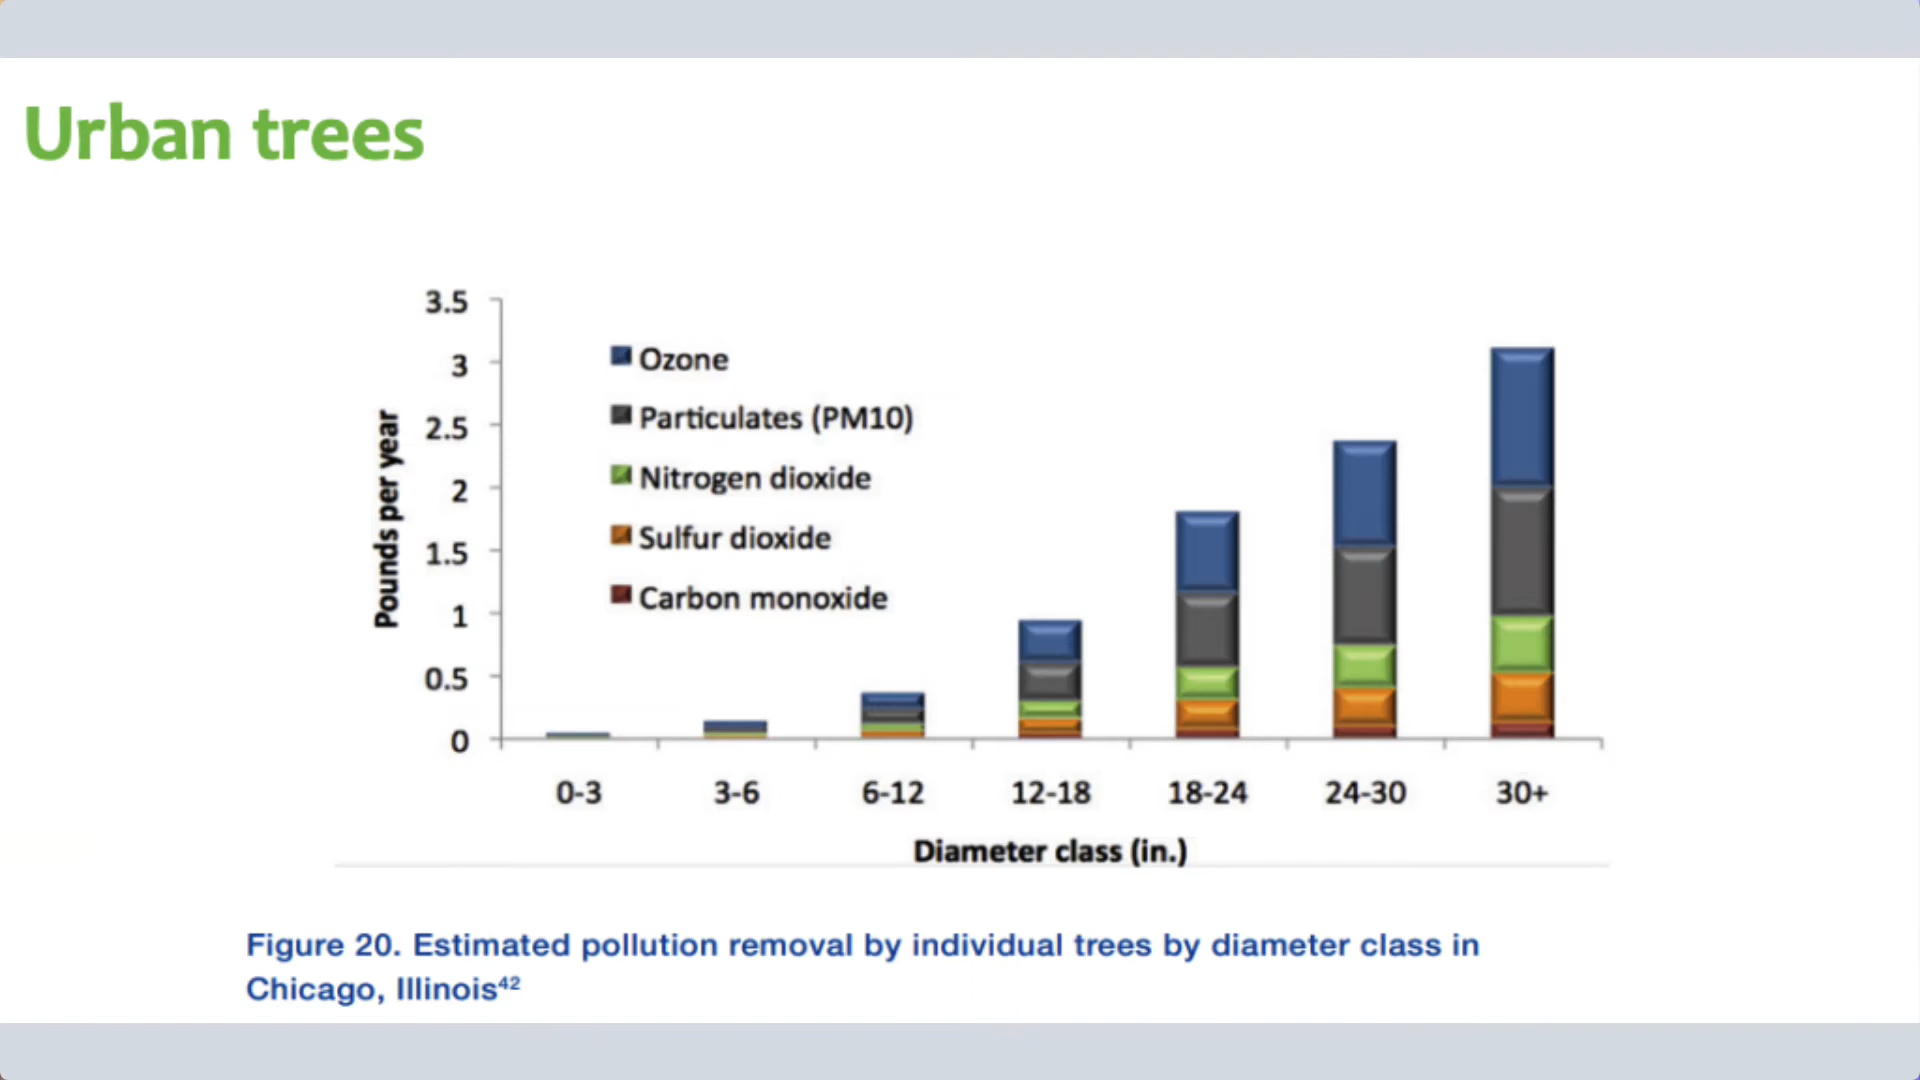 Urban trees
3.5
3
2.5
2
1.5
1
0.5
0
Pounds per year
Ozone
Particulates (PM10)
Nitrogen dioxide
Sulfur dioxide
Carbon monoxide
0-3 3-6 6-12 12-18 18-24 24-30 30+
Diameter class (in.)
Figure 20. Estimated pollution removal by individual trees by diameter class in
Chicago, Illinois⁴²